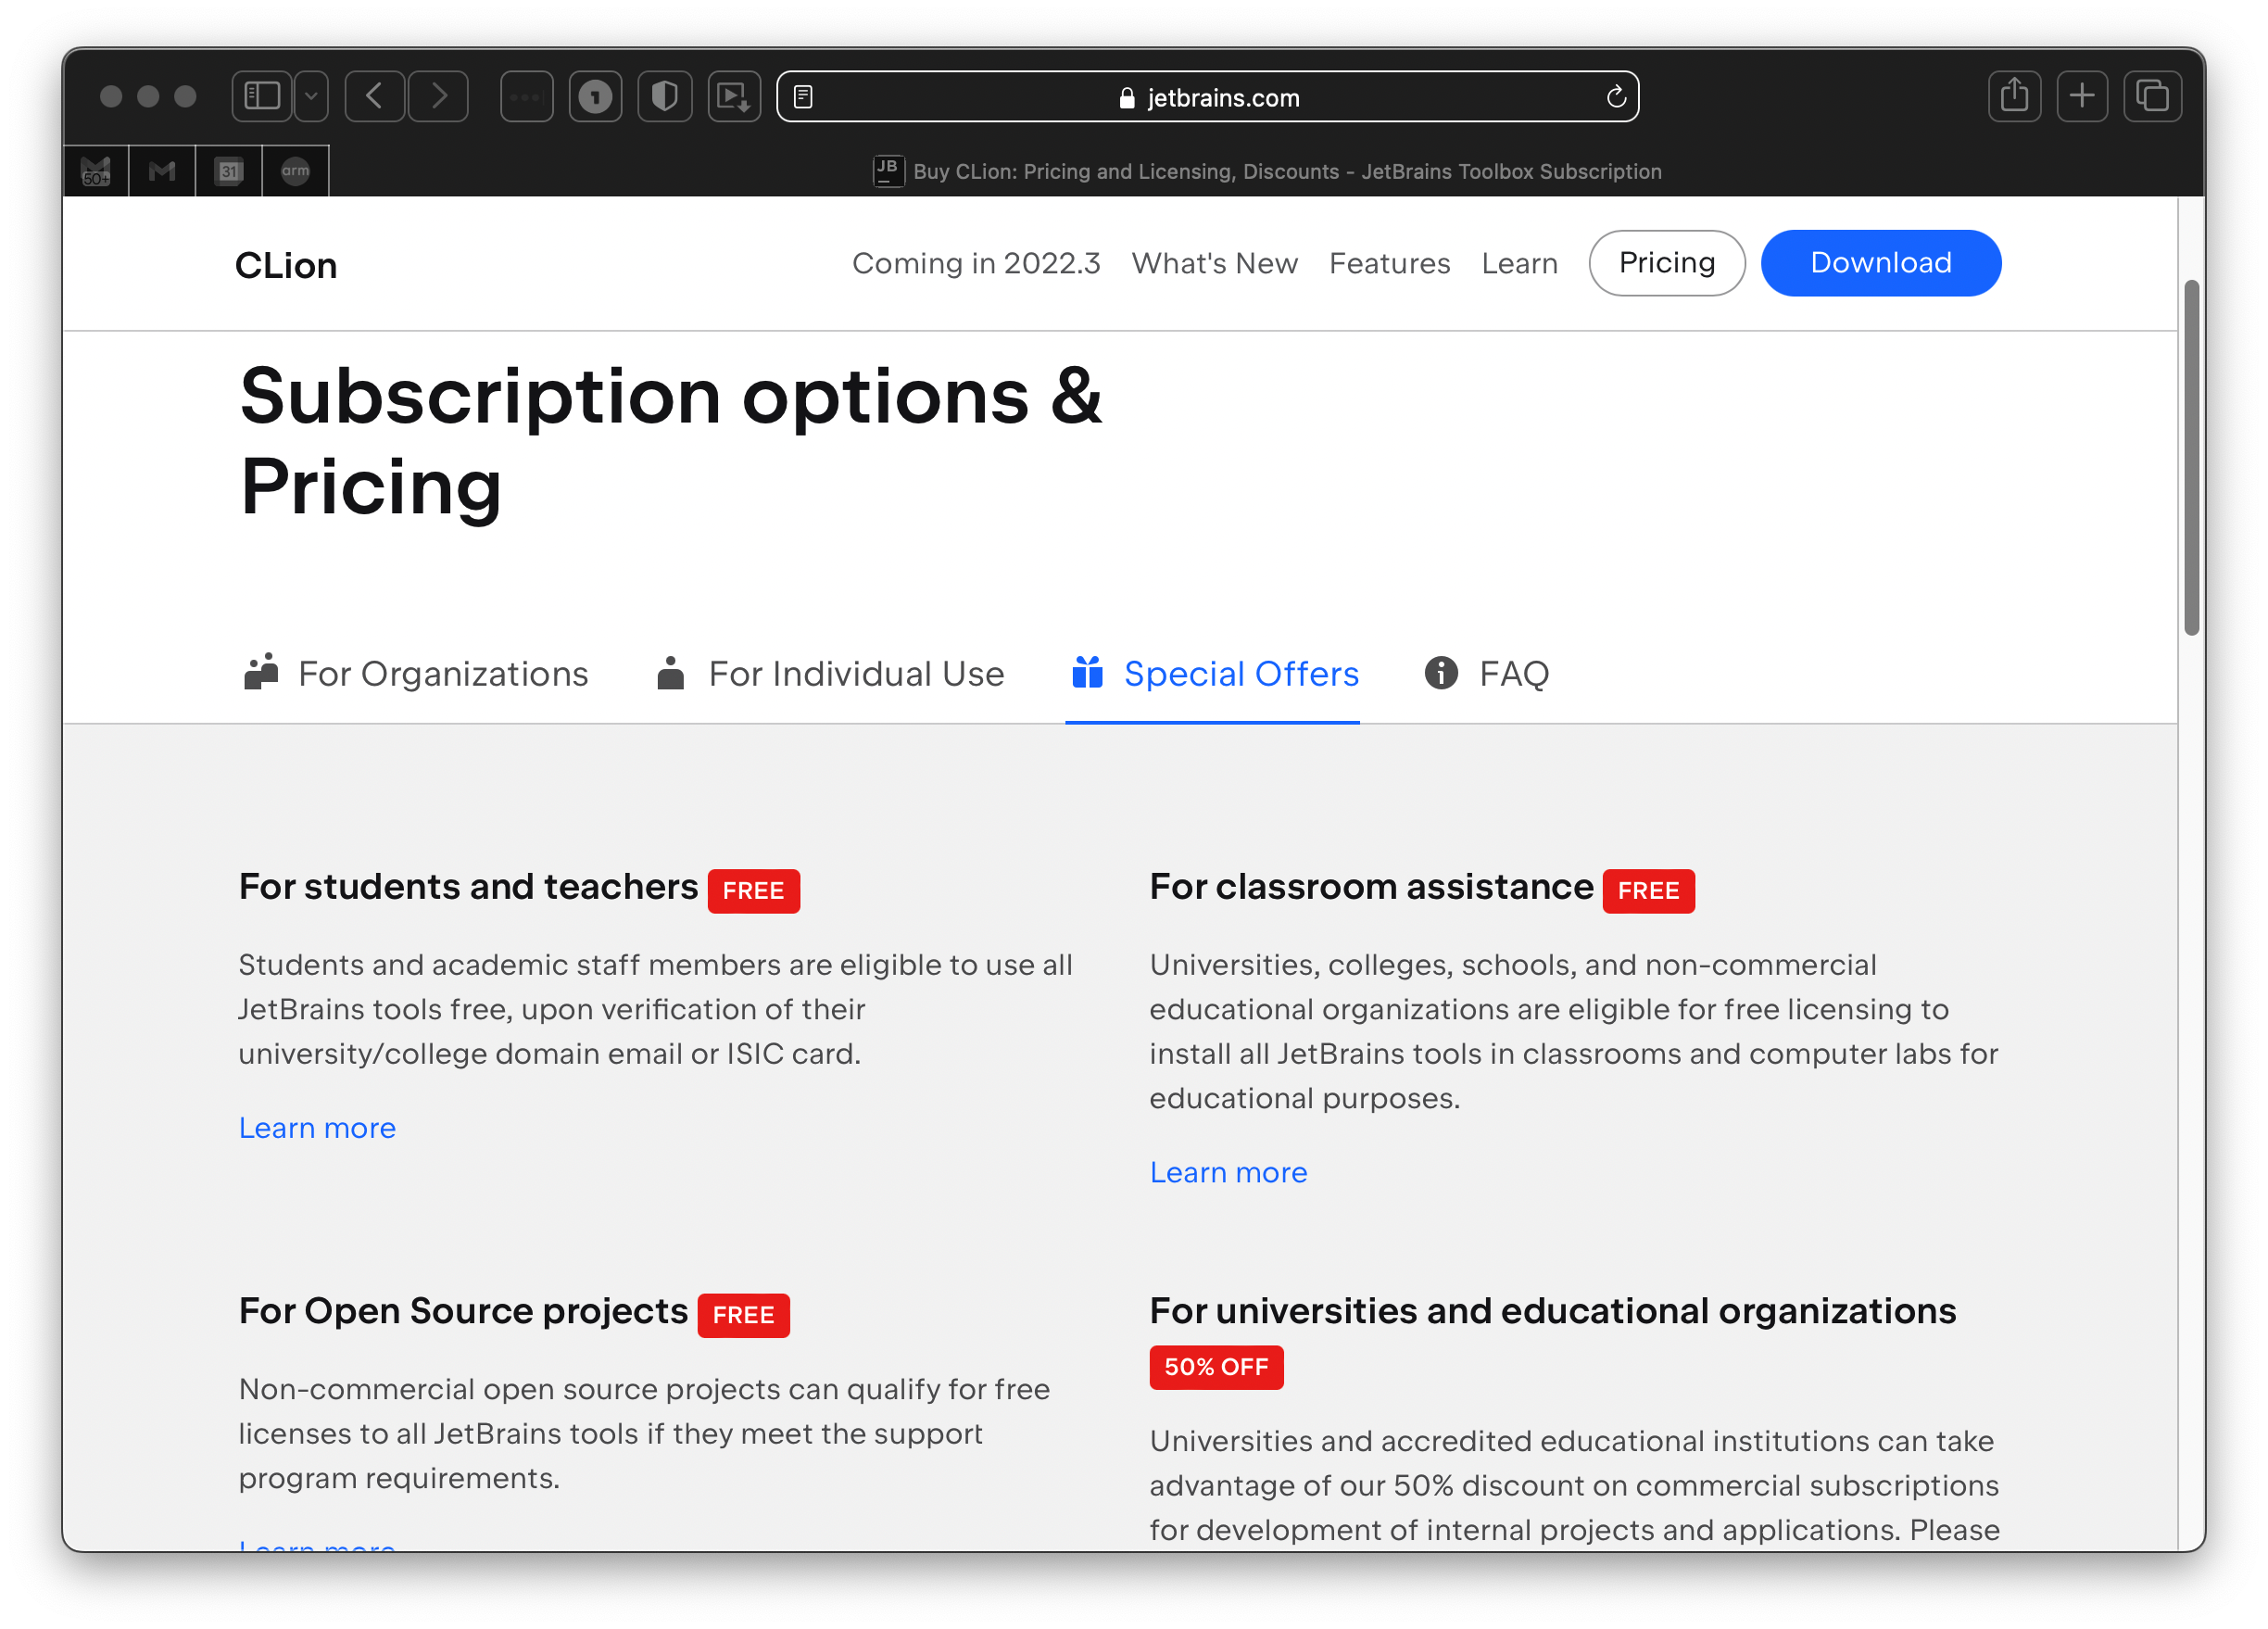 jetbrains.com
50+
31
arm
JB
Buy CLion: Pricing and Licensing, Discounts - JetBrains Toolbox Subscription
CLion
Coming in 2022.3
What's New
Features
Learn
Pricing
Download
Subscription options &
Pricing
For Organizations
For Individual Use
Special Offers
FAQ
For students and teachers FREE
Students and academic staff members are eligible to use all
JetBrains tools free, upon verification of their
university/college domain email or ISIC card.
Learn more
For classroom assistance FREE
Universities, colleges, schools, and non-commercial
educational organizations are eligible for free licensing to
install all JetBrains tools in classrooms and computer labs for
educational purposes.
Learn more
For Open Source projects FREE
Non-commercial open source projects can qualify for free
licenses to all JetBrains tools if they meet the support
program requirements.
Learn more
For universities and educational organizations
50% OFF
Universities and accredited educational institutions can take
advantage of our 50% discount on commercial subscriptions
for development of internal projects and applications. Please